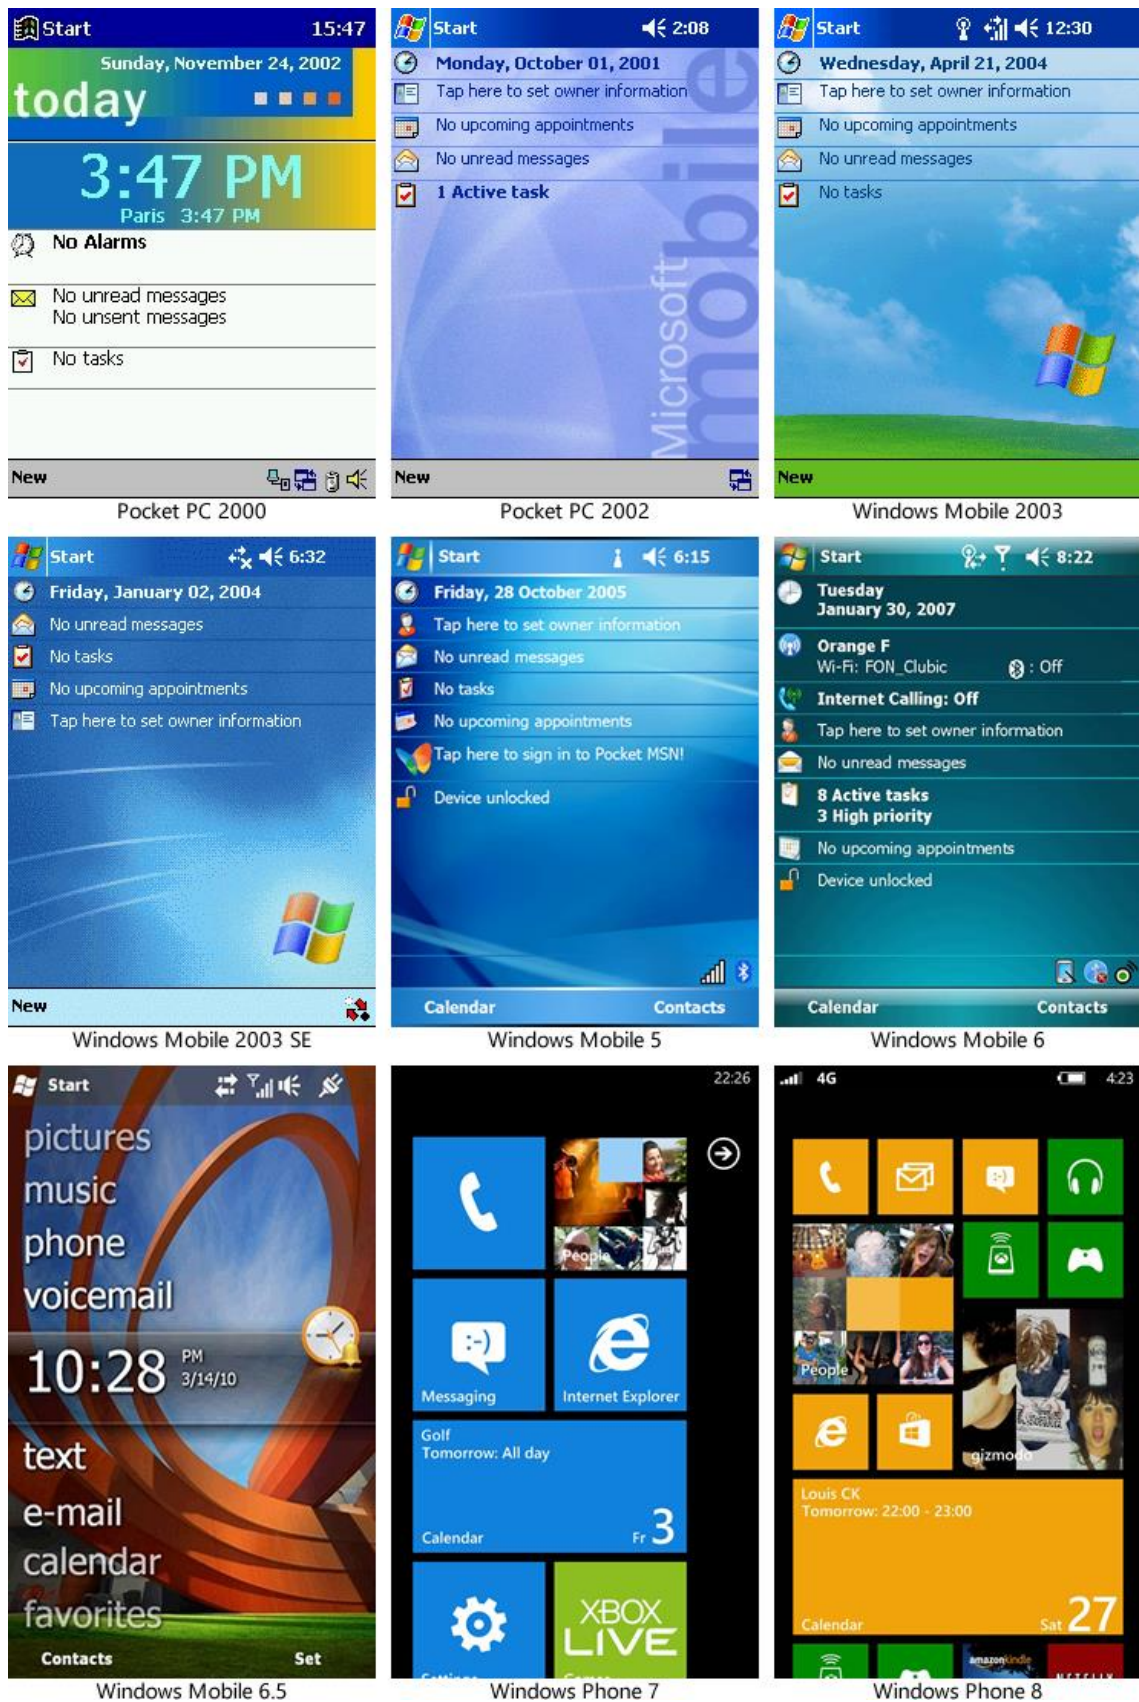 Start 15:47
Sunday, November 24, 2002
today
3:47 PM
Paris 3:47 PM
No Alarms
No unread messages
No unsent messages
No tasks
New
Pocket PC 2000
Start 2:08
Monday, October 01, 2001
Tap here to set owner information
No upcoming appointments
No unread messages
1 Active task
Microsoft
mobile
New
Pocket PC 2002
Start 12:30
Wednesday, April 21, 2004
Tap here to set owner information
No upcoming appointments
No unread messages
No tasks
New
Windows Mobile 2003
Start 6:32
Friday, January 02, 2004
No unread messages
No tasks
No upcoming appointments
Tap here to set owner information
New
Windows Mobile 2003 SE
Start 6:15
Friday, 28 October 2005
Tap here to set owner information
No unread messages
No tasks
No upcoming appointments
Tap here to sign in to Pocket MSN!
Device unlocked
Calendar Contacts
Windows Mobile 5
Start 8:22
Tuesday
January 30, 2007
Orange F
Wi-Fi: FON_Clubic : Off
Internet Calling: Off
Tap here to set owner information
No unread messages
8 Active tasks
3 High priority
No upcoming appointments
Device unlocked
Calendar Contacts
Windows Mobile 6
Start
pictures
music
phone
voicemail
10:28 PM
3/14/10
text
e-mail
calendar
favorites
Contacts Set
Windows Mobile 6.5
22:26
People
:-)
Messaging Internet Explorer
Golf
Tomorrow: All day
Calendar Fr 3
XBOX
LIVE
Settings Games
Windows Phone 7
4G 4:23
:-)
People
gizmodo
Louis CK
Tomorrow: 22:00 - 23:00
Calendar Sat 27
amazonkindle
NETFLIX
Windows Phone 8